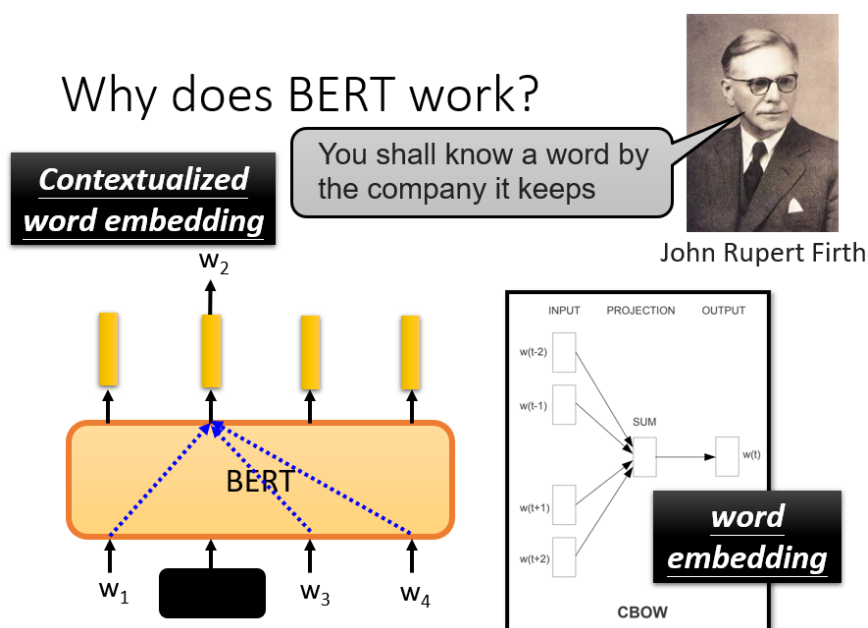 Why does BERT work?
You shall know a word by
the company it keeps
John Rupert Firth
Contextualized
word embedding
w₂
BERT
w₁
w₃
w₄
INPUT PROJECTION OUTPUT
w(t-2)
w(t-1)
SUM
w(t)
w(t+1)
w(t+2)
word
embedding
CBOW